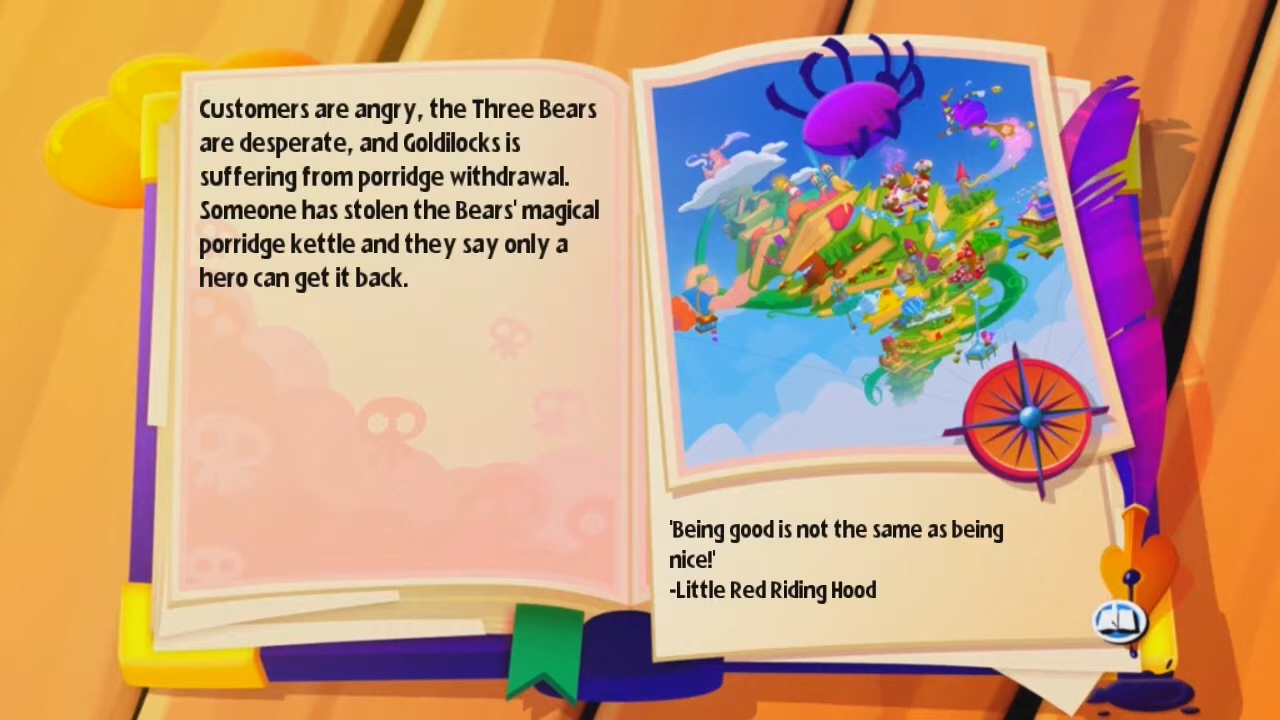 Customers are angry, the Three Bears
are desperate, and Goldilocks is
suffering from porridge withdrawal.
Someone has stolen the Bears' magical
porridge kettle and they say only a
hero can get it back.
'Being good is not the same as being
nice!'
-Little Red Riding Hood